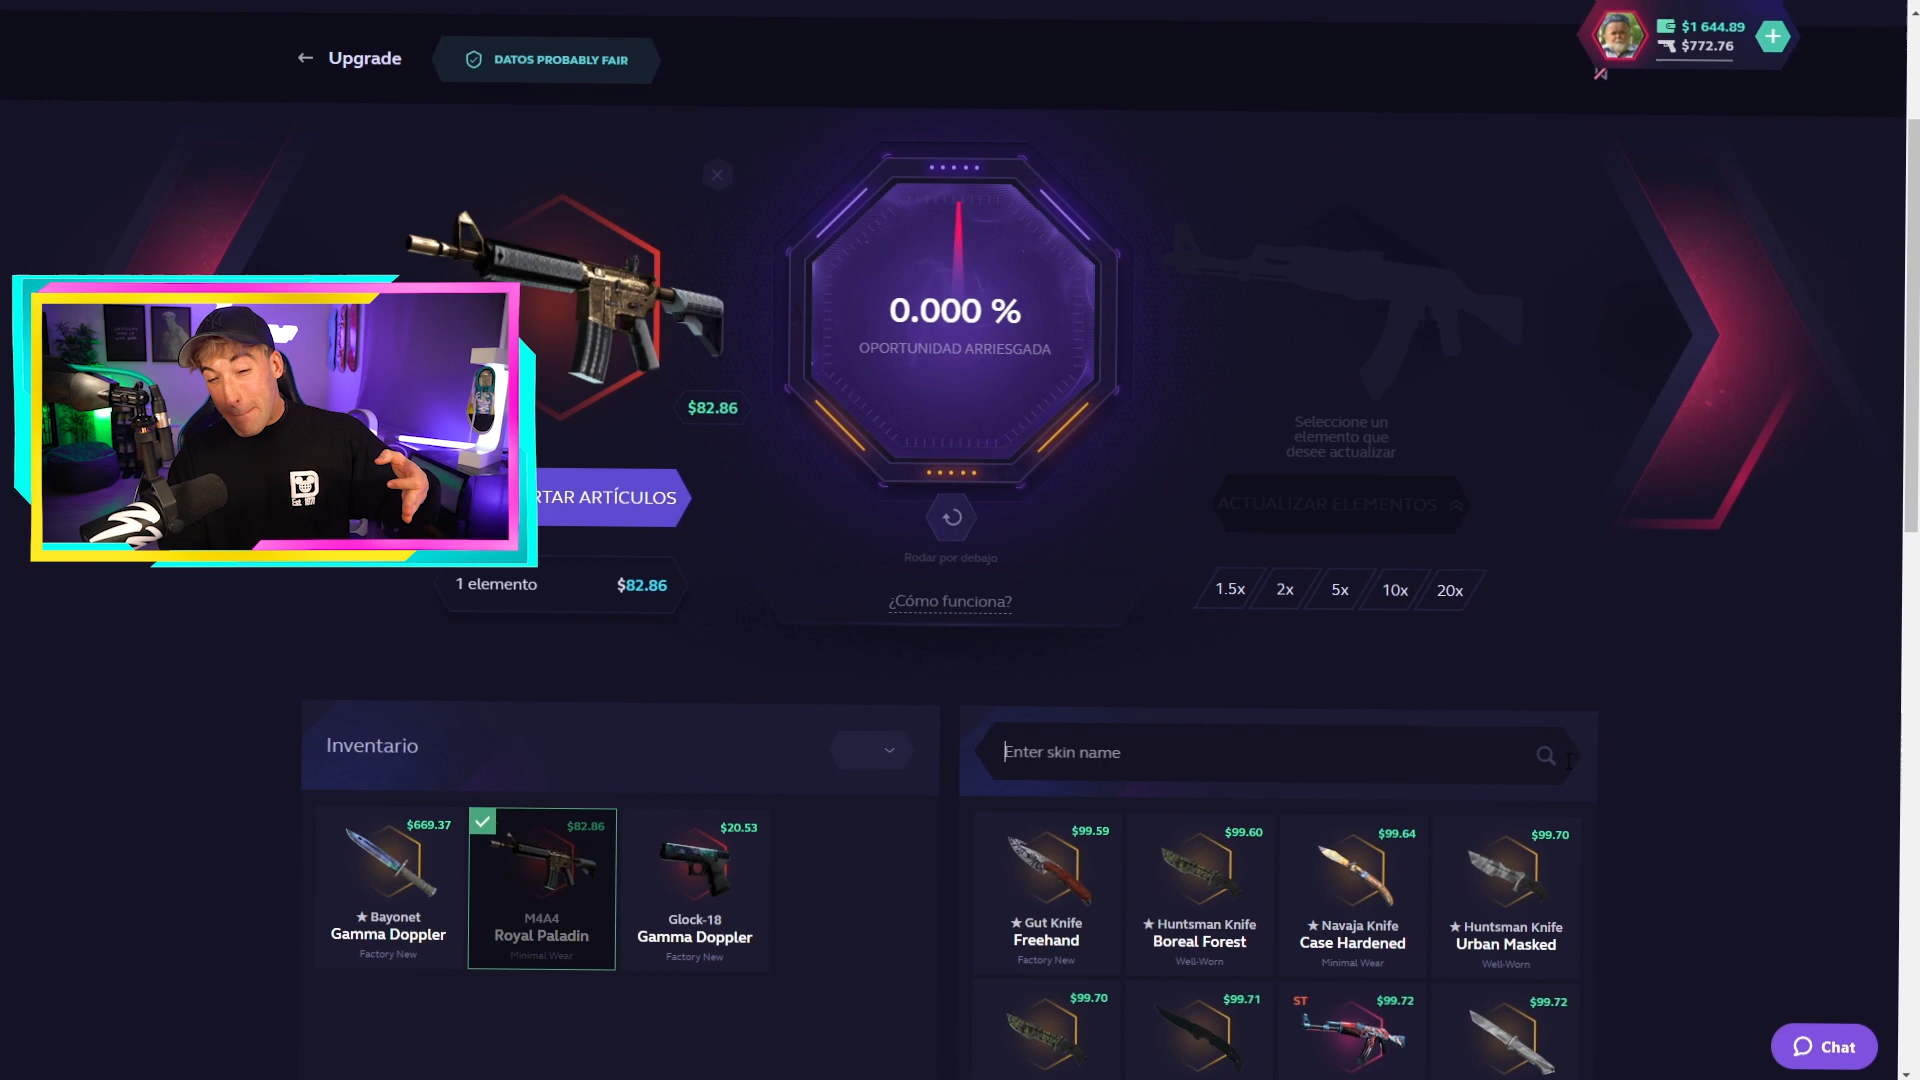 Upgrade
DATOS PROBABLY FAIR
$1 644.89
$772.76
0.000 %
OPORTUNIDAD ARRIESGADA
$82.86
Seleccione un
elemento que
desee actualizar
RTAR ARTÍCULOS
ACTUALIZAR ELEMENTOS
Rodar por debajo
1 elemento
$82.86
¿Cómo funciona?
1.5x
2x
5x
10x
20x
Inventario
Enter skin name
$669.37
★ Bayonet
Gamma Doppler
Factory New
$82.86
M4A4
Royal Paladin
Minimal Wear
$20.53
Glock-18
Gamma Doppler
Factory New
$99.59
★ Gut Knife
Freehand
Factory New
$99.60
★ Huntsman Knife
Boreal Forest
Well-Worn
$99.64
★ Navaja Knife
Case Hardened
Minimal Wear
$99.70
★ Huntsman Knife
Urban Masked
Well-Worn
$99.70
$99.71
ST
$99.72
$99.72
Chat